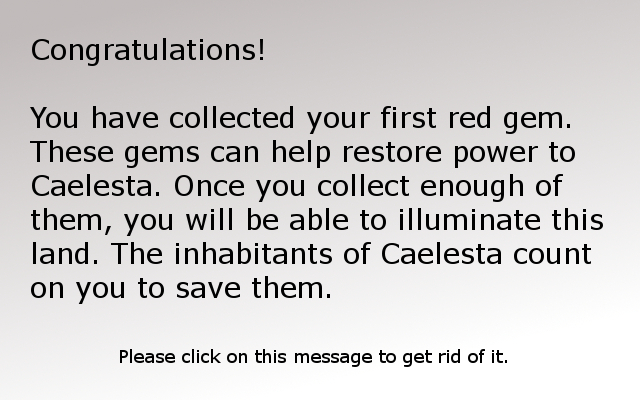 Congratulations!
You have collected your first red gem.
These gems can help restore power to
Caelesta. Once you collect enough of
them, you will be able to illuminate this
land. The inhabitants of Caelesta count
on you to save them.
Please click on this message to get rid of it.